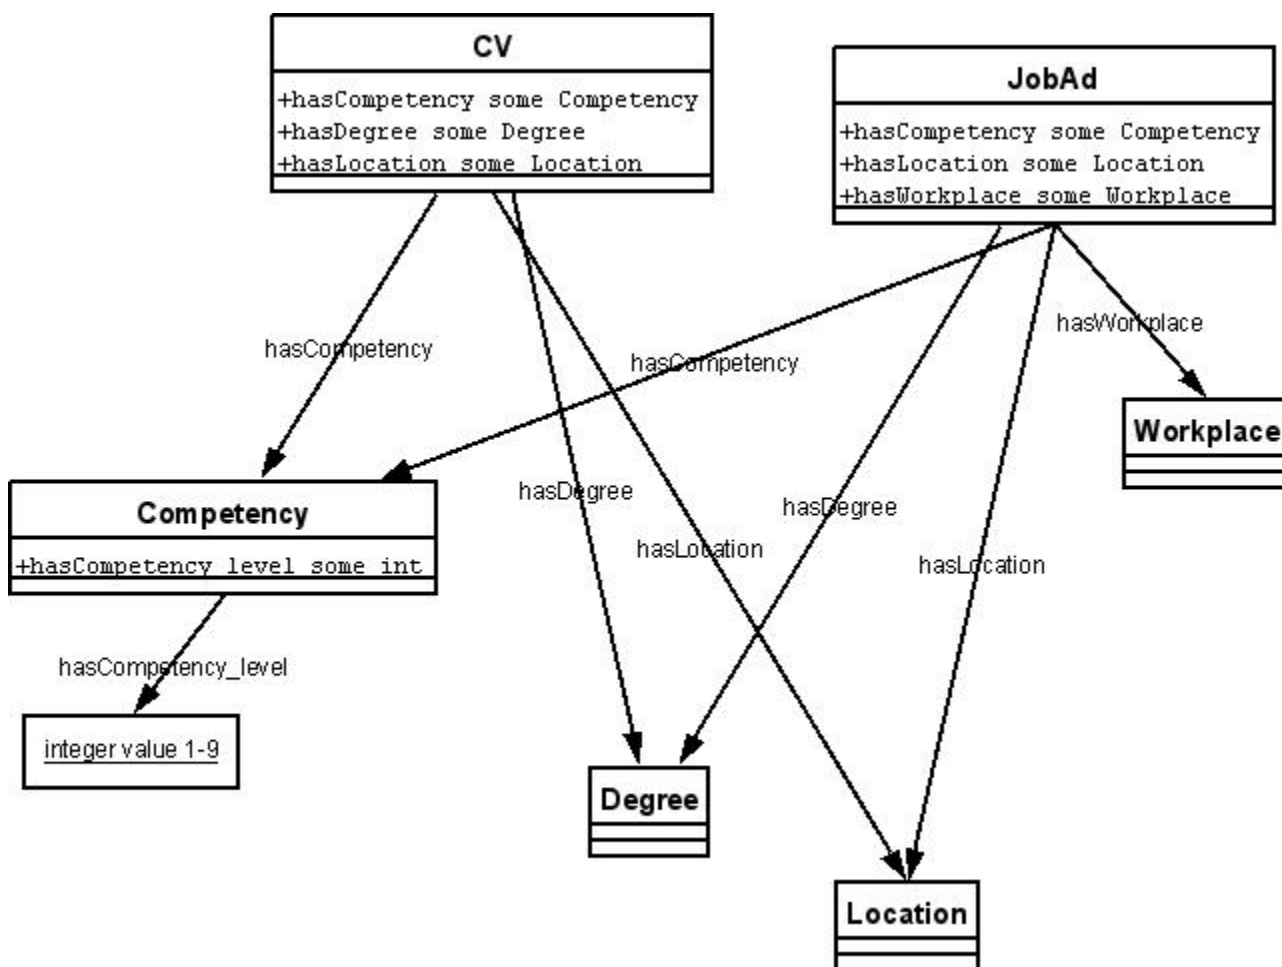 CV
+hasCompetency some Competency
+hasDegree some Degree
+hasLocation some Location
JobAd
+hasCompetency some Competency
+hasLocation some Location
+hasWorkplace some Workplace
hasWorkplace
hasCompetency
hasCompetency
Workplace
hasDegree
hasDegree
Competency
hasLocation
hasLocation
+hasCompetency_level some int
hasCompetency_level
integer value 1-9
Degree
Location